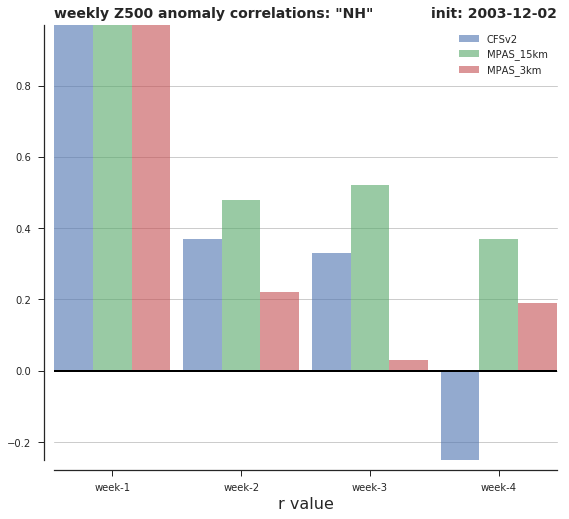 weekly Z500 anomaly correlations: "NH" init: 2003-12-02
CFSv2
MPAS_15km
MPAS_3km
0.8
0.6
0.4
0.2
0.0
−0.2
week-1 week-2 week-3 week-4
r value